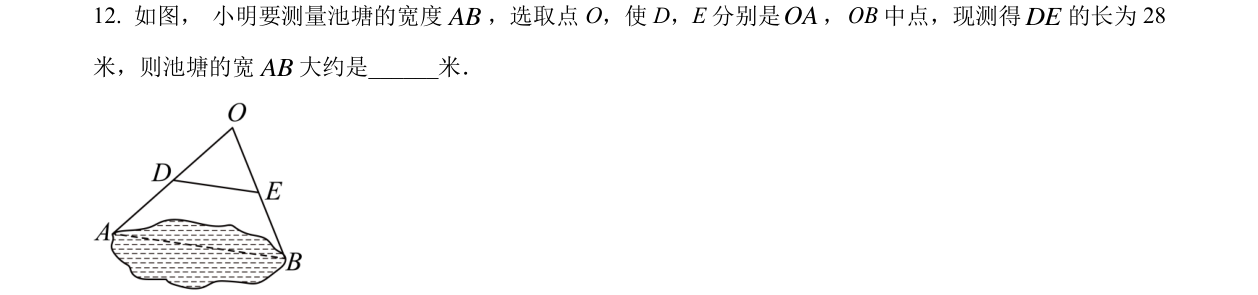 12. 如图， 小明要测量池塘的宽度 AB，选取点 O，使 D，E 分别是 OA，OB 中点，现测得 DE 的长为 28
米，则池塘的宽 AB 大约是______米．
O
D
E
A
B